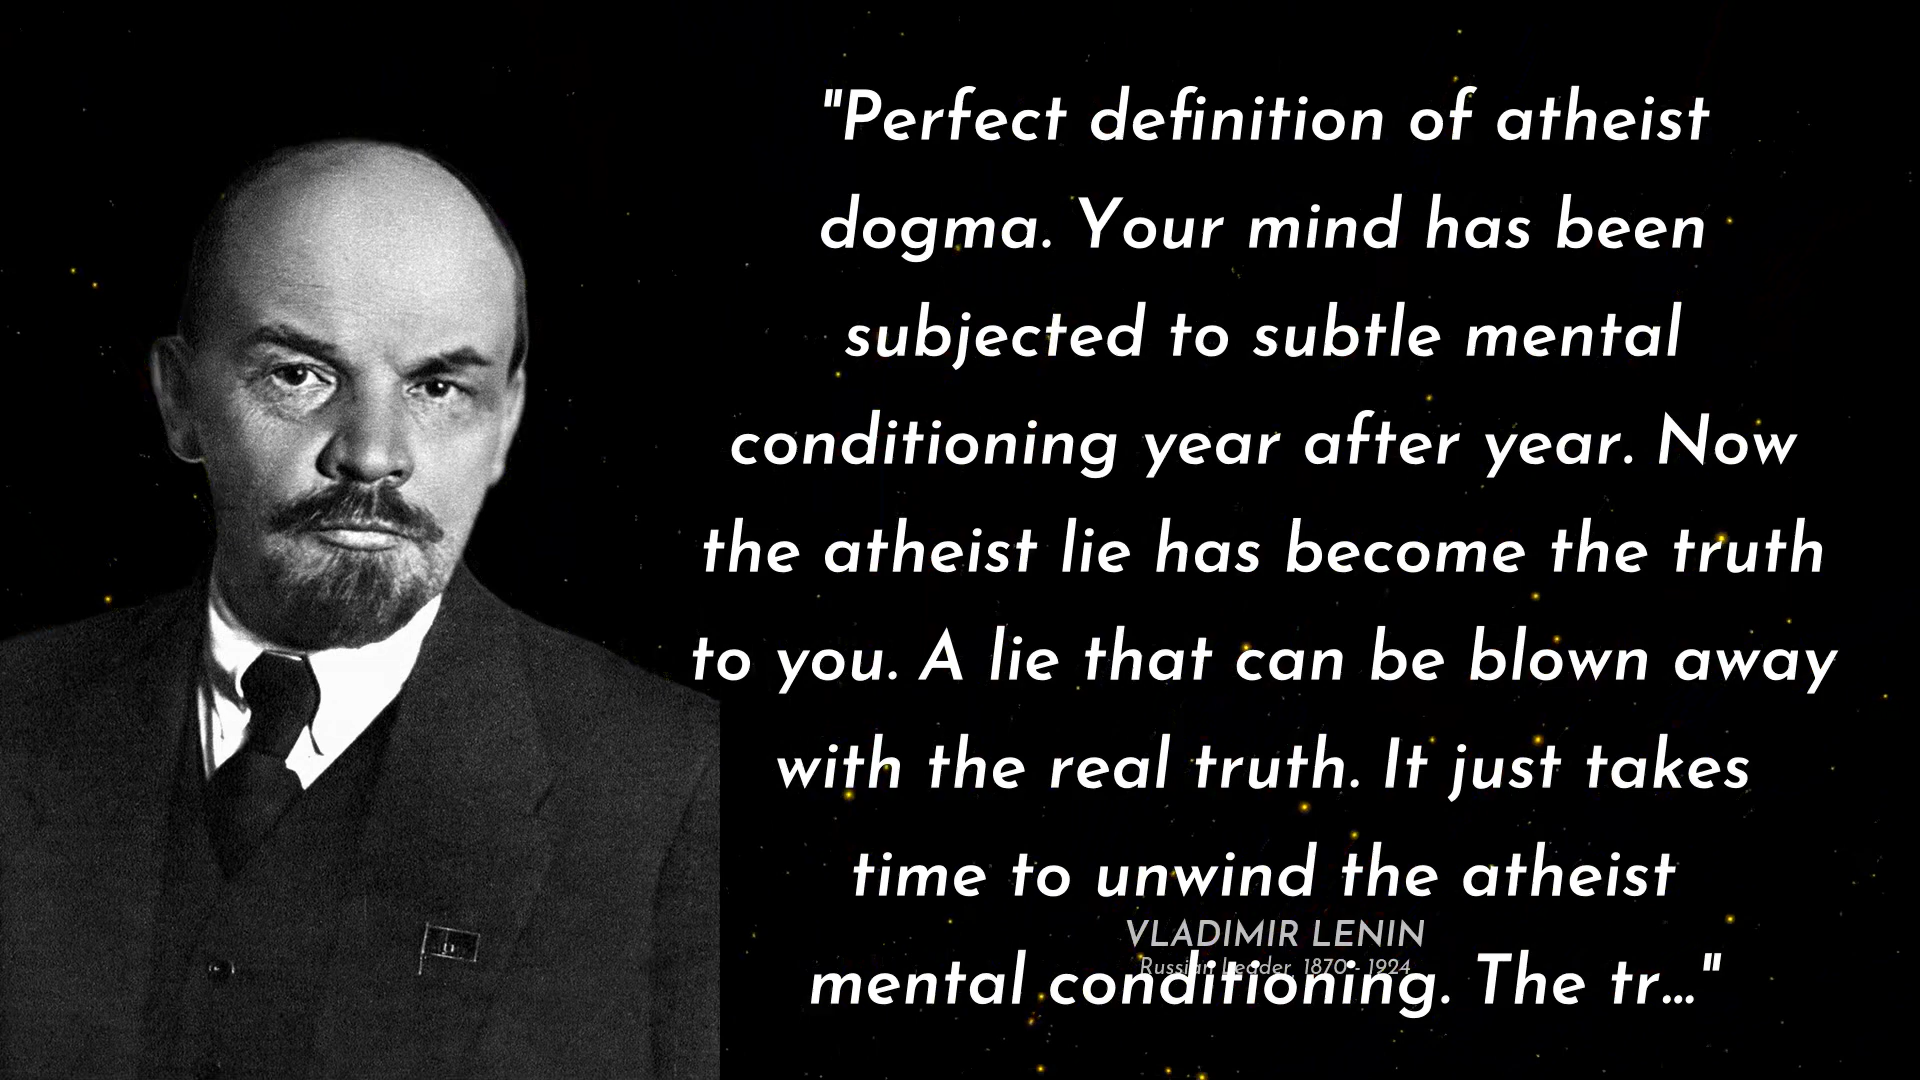 "Perfect definition of atheist
dogma. Your mind has been
subjected to subtle mental
conditioning year after year. Now
the atheist lie has become the truth
to you. A lie that can be blown away
with the real truth. It just takes
time to unwind the atheist
VLADIMIR LENIN
Russian Leader, 1870 - 1924
mental conditioning. The tr..."